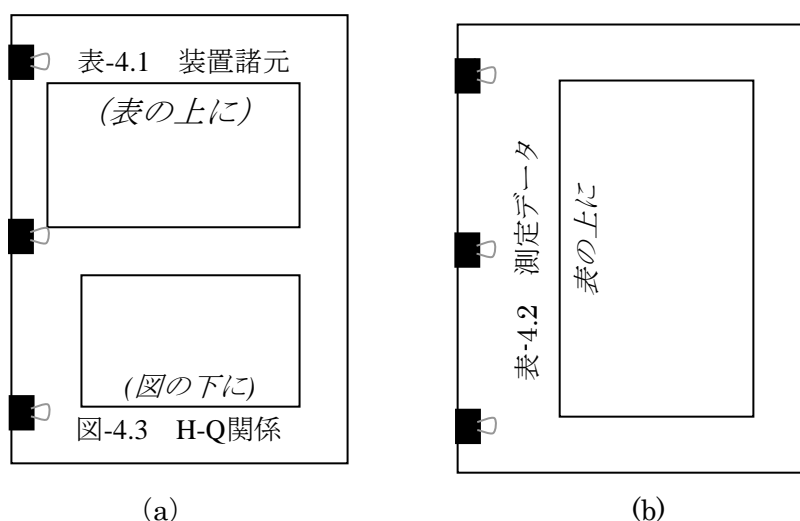 表-4.1　装置諸元
(表の上に)
(図の下に)
図-4.3　H-Q関係
(a)
表-4.2　測定データ
表の上に
(b)